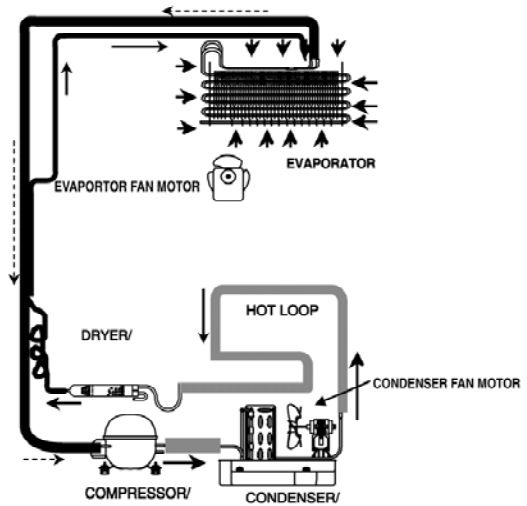 EVAPORATOR
EVAPORTOR FAN MOTOR
HOT LOOP
DRYER/
CONDENSER FAN MOTOR
COMPRESSOR/
CONDENSER/